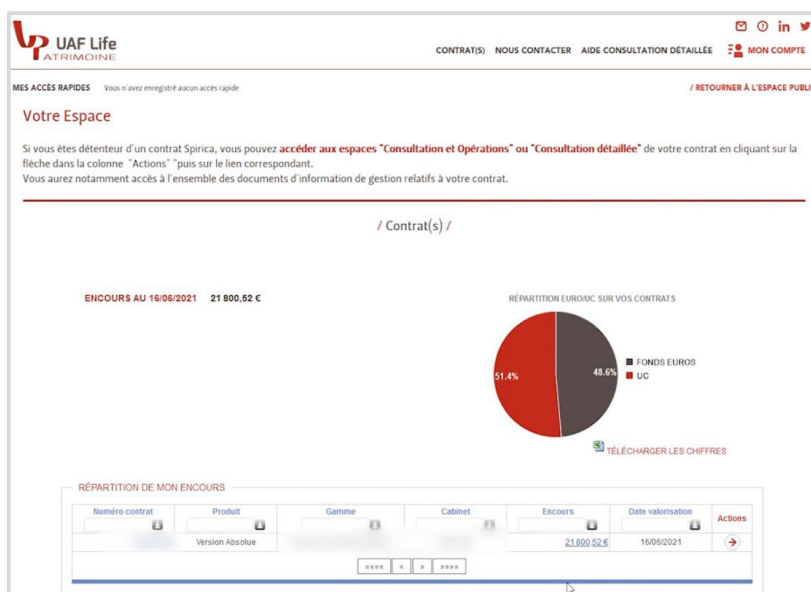 UP UAF Life
ATRIMOINE
CONTRAT(S) NOUS CONTACTER AIDE CONSULTATION DÉTAILLÉE MON COMPTE
MES ACCÈS RAPIDES Vous n'avez enregistré aucun accès rapide / RETOURNER À L'ESPACE PUBLI
Votre Espace
Si vous êtes détenteur d'un contrat Spirica, vous pouvez accéder aux espaces "Consultation et Opérations" ou "Consultation détaillée" de votre contrat en cliquant sur la
flèche dans la colonne "Actions" "puis sur le lien correspondant.
Vous aurez notamment accès à l'ensemble des documents d'information de gestion relatifs à votre contrat.
/ Contrat(s) /
ENCOURS AU 16/06/2021 21 800,52 €
RÉPARTITION EURO/UC SUR VOS CONTRATS
51.4%
48.6%
FONDS EUROS
UC
TÉLÉCHARGER LES CHIFFRES
RÉPARTITION DE MON ENCOURS
Numéro contrat Produit Gamme Cabinet Encours Date valorisation Actions
Version Absolue 21 800,52 € 16/06/2021
«««« « » »»»»